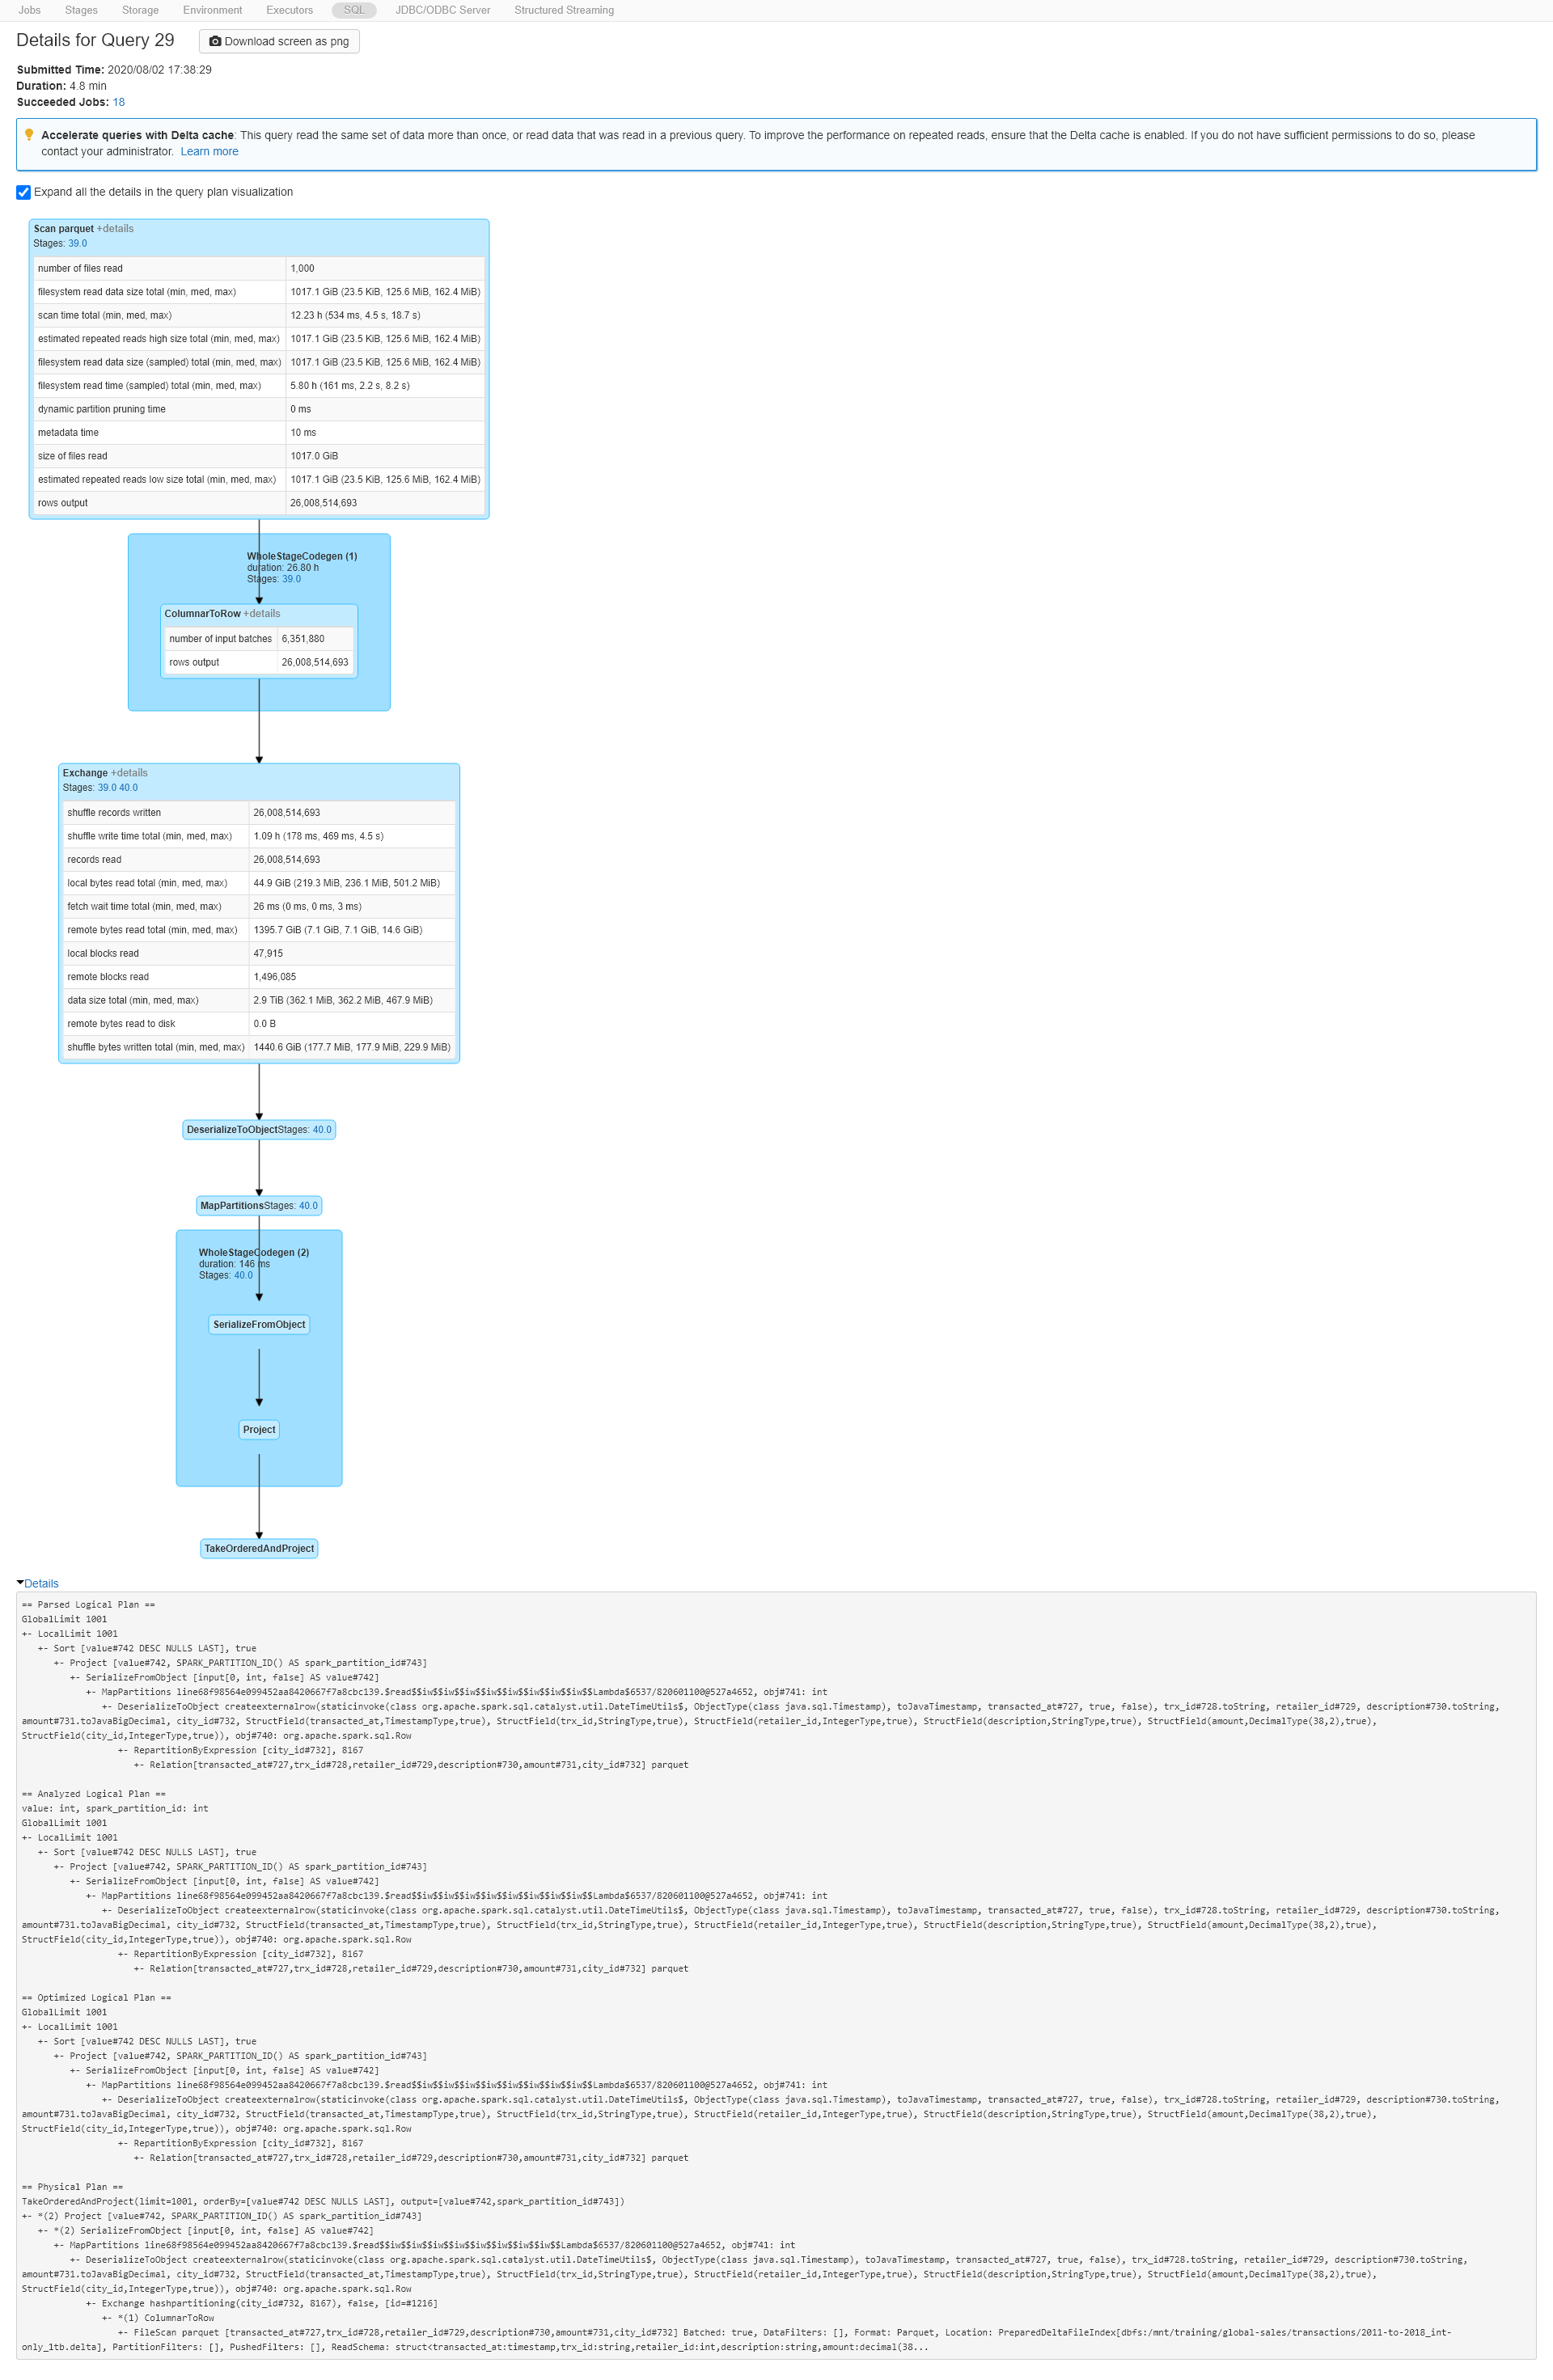 Jobs Stages Storage Environment Executors SQL JDBC/ODBC Server Structured Streaming
Details for Query 29 Download screen as png
Submitted Time: 2020/08/02 17:38:29
Duration: 4.8 min
Succeeded Jobs: 18
Accelerate queries with Delta cache: This query read the same set of data more than once, or read data that was read in a previous query. To improve the performance on repeated reads, ensure that the Delta cache is enabled. If you do not have sufficient permissions to do so, please
contact your administrator. Learn more
Expand all the details in the query plan visualization
Scan parquet +details
Stages: 39.0
number of files read 1,000
filesystem read data size total (min, med, max) 1017.1 GiB (23.5 KiB, 125.6 MiB, 162.4 MiB)
scan time total (min, med, max) 12.23 h (534 ms, 4.5 s, 18.7 s)
estimated repeated reads high size total (min, med, max) 1017.1 GiB (23.5 KiB, 125.6 MiB, 162.4 MiB)
filesystem read data size (sampled) total (min, med, max) 1017.1 GiB (23.5 KiB, 125.6 MiB, 162.4 MiB)
filesystem read time (sampled) total (min, med, max) 5.80 h (161 ms, 2.2 s, 8.2 s)
dynamic partition pruning time 0 ms
metadata time 10 ms
size of files read 1017.0 GiB
estimated repeated reads low size total (min, med, max) 1017.1 GiB (23.5 KiB, 125.6 MiB, 162.4 MiB)
rows output 26,008,514,693
WholeStageCodegen (1)
duration: 26.80 h
Stages: 39.0
ColumnarToRow +details
number of input batches 6,351,880
rows output 26,008,514,693
Exchange +details
Stages: 39.0 40.0
shuffle records written 26,008,514,693
shuffle write time total (min, med, max) 1.09 h (178 ms, 469 ms, 4.5 s)
records read 26,008,514,693
local bytes read total (min, med, max) 44.9 GiB (219.3 MiB, 236.1 MiB, 501.2 MiB)
fetch wait time total (min, med, max) 26 ms (0 ms, 0 ms, 3 ms)
remote bytes read total (min, med, max) 1395.7 GiB (7.1 GiB, 7.1 GiB, 14.6 GiB)
local blocks read 47,915
remote blocks read 1,496,085
data size total (min, med, max) 2.9 TiB (362.1 MiB, 362.2 MiB, 467.9 MiB)
remote bytes read to disk 0.0 B
shuffle bytes written total (min, med, max) 1440.6 GiB (177.7 MiB, 177.9 MiB, 229.9 MiB)
DeserializeToObjectStages: 40.0
MapPartitionsStages: 40.0
WholeStageCodegen (2)
duration: 146 ms
Stages: 40.0
SerializeFromObject
Project
TakeOrderedAndProject
Details
== Parsed Logical Plan ==
GlobalLimit 1001
+- LocalLimit 1001
+- Sort [value#742 DESC NULLS LAST], true
+- Project [value#742, SPARK_PARTITION_ID() AS spark_partition_id#743]
+- SerializeFromObject [input[0, int, false] AS value#742]
+- MapPartitions line68f98564e099452aa8420667f7a8cbc139.$read$$iw$$iw$$iw$$iw$$iw$$iw$$iw$$iw$$Lambda$6537/820601100@527a4652, obj#741: int
+- DeserializeToObject createexternalrow(staticinvoke(class org.apache.spark.sql.catalyst.util.DateTimeUtils$, ObjectType(class java.sql.Timestamp), toJavaTimestamp, transacted_at#727, true, false), trx_id#728.toString, retailer_id#729, description#730.toString,
amount#731.toJavaBigDecimal, city_id#732, StructField(transacted_at,TimestampType,true), StructField(trx_id,StringType,true), StructField(retailer_id,IntegerType,true), StructField(description,StringType,true), StructField(amount,DecimalType(38,2),true),
StructField(city_id,IntegerType,true)), obj#740: org.apache.spark.sql.Row
+- RepartitionByExpression [city_id#732], 8167
+- Relation[transacted_at#727,trx_id#728,retailer_id#729,description#730,amount#731,city_id#732] parquet
== Analyzed Logical Plan ==
value: int, spark_partition_id: int
GlobalLimit 1001
+- LocalLimit 1001
+- Sort [value#742 DESC NULLS LAST], true
+- Project [value#742, SPARK_PARTITION_ID() AS spark_partition_id#743]
+- SerializeFromObject [input[0, int, false] AS value#742]
+- MapPartitions line68f98564e099452aa8420667f7a8cbc139.$read$$iw$$iw$$iw$$iw$$iw$$iw$$iw$$iw$$Lambda$6537/820601100@527a4652, obj#741: int
+- DeserializeToObject createexternalrow(staticinvoke(class org.apache.spark.sql.catalyst.util.DateTimeUtils$, ObjectType(class java.sql.Timestamp), toJavaTimestamp, transacted_at#727, true, false), trx_id#728.toString, retailer_id#729, description#730.toString,
amount#731.toJavaBigDecimal, city_id#732, StructField(transacted_at,TimestampType,true), StructField(trx_id,StringType,true), StructField(retailer_id,IntegerType,true), StructField(description,StringType,true), StructField(amount,DecimalType(38,2),true),
StructField(city_id,IntegerType,true)), obj#740: org.apache.spark.sql.Row
+- RepartitionByExpression [city_id#732], 8167
+- Relation[transacted_at#727,trx_id#728,retailer_id#729,description#730,amount#731,city_id#732] parquet
== Optimized Logical Plan ==
GlobalLimit 1001
+- LocalLimit 1001
+- Sort [value#742 DESC NULLS LAST], true
+- Project [value#742, SPARK_PARTITION_ID() AS spark_partition_id#743]
+- SerializeFromObject [input[0, int, false] AS value#742]
+- MapPartitions line68f98564e099452aa8420667f7a8cbc139.$read$$iw$$iw$$iw$$iw$$iw$$iw$$iw$$iw$$Lambda$6537/820601100@527a4652, obj#741: int
+- DeserializeToObject createexternalrow(staticinvoke(class org.apache.spark.sql.catalyst.util.DateTimeUtils$, ObjectType(class java.sql.Timestamp), toJavaTimestamp, transacted_at#727, true, false), trx_id#728.toString, retailer_id#729, description#730.toString,
amount#731.toJavaBigDecimal, city_id#732, StructField(transacted_at,TimestampType,true), StructField(trx_id,StringType,true), StructField(retailer_id,IntegerType,true), StructField(description,StringType,true), StructField(amount,DecimalType(38,2),true),
StructField(city_id,IntegerType,true)), obj#740: org.apache.spark.sql.Row
+- RepartitionByExpression [city_id#732], 8167
+- Relation[transacted_at#727,trx_id#728,retailer_id#729,description#730,amount#731,city_id#732] parquet
== Physical Plan ==
TakeOrderedAndProject(limit=1001, orderBy=[value#742 DESC NULLS LAST], output=[value#742,spark_partition_id#743])
+- *(2) Project [value#742, SPARK_PARTITION_ID() AS spark_partition_id#743]
+- *(2) SerializeFromObject [input[0, int, false] AS value#742]
+- MapPartitions line68f98564e099452aa8420667f7a8cbc139.$read$$iw$$iw$$iw$$iw$$iw$$iw$$iw$$iw$$Lambda$6537/820601100@527a4652, obj#741: int
+- DeserializeToObject createexternalrow(staticinvoke(class org.apache.spark.sql.catalyst.util.DateTimeUtils$, ObjectType(class java.sql.Timestamp), toJavaTimestamp, transacted_at#727, true, false), trx_id#728.toString, retailer_id#729, description#730.toString,
amount#731.toJavaBigDecimal, city_id#732, StructField(transacted_at,TimestampType,true), StructField(trx_id,StringType,true), StructField(retailer_id,IntegerType,true), StructField(description,StringType,true), StructField(amount,DecimalType(38,2),true),
StructField(city_id,IntegerType,true)), obj#740: org.apache.spark.sql.Row
+- Exchange hashpartitioning(city_id#732, 8167), false, [id=#1216]
+- *(1) ColumnarToRow
+- FileScan parquet [transacted_at#727,trx_id#728,retailer_id#729,description#730,amount#731,city_id#732] Batched: true, DataFilters: [], Format: Parquet, Location: PreparedDeltaFileIndex[dbfs:/mnt/training/global-sales/transactions/2011-to-2018_int-
only_1tb.delta], PartitionFilters: [], PushedFilters: [], ReadSchema: struct<transacted_at:timestamp,trx_id:string,retailer_id:int,description:string,amount:decimal(38...